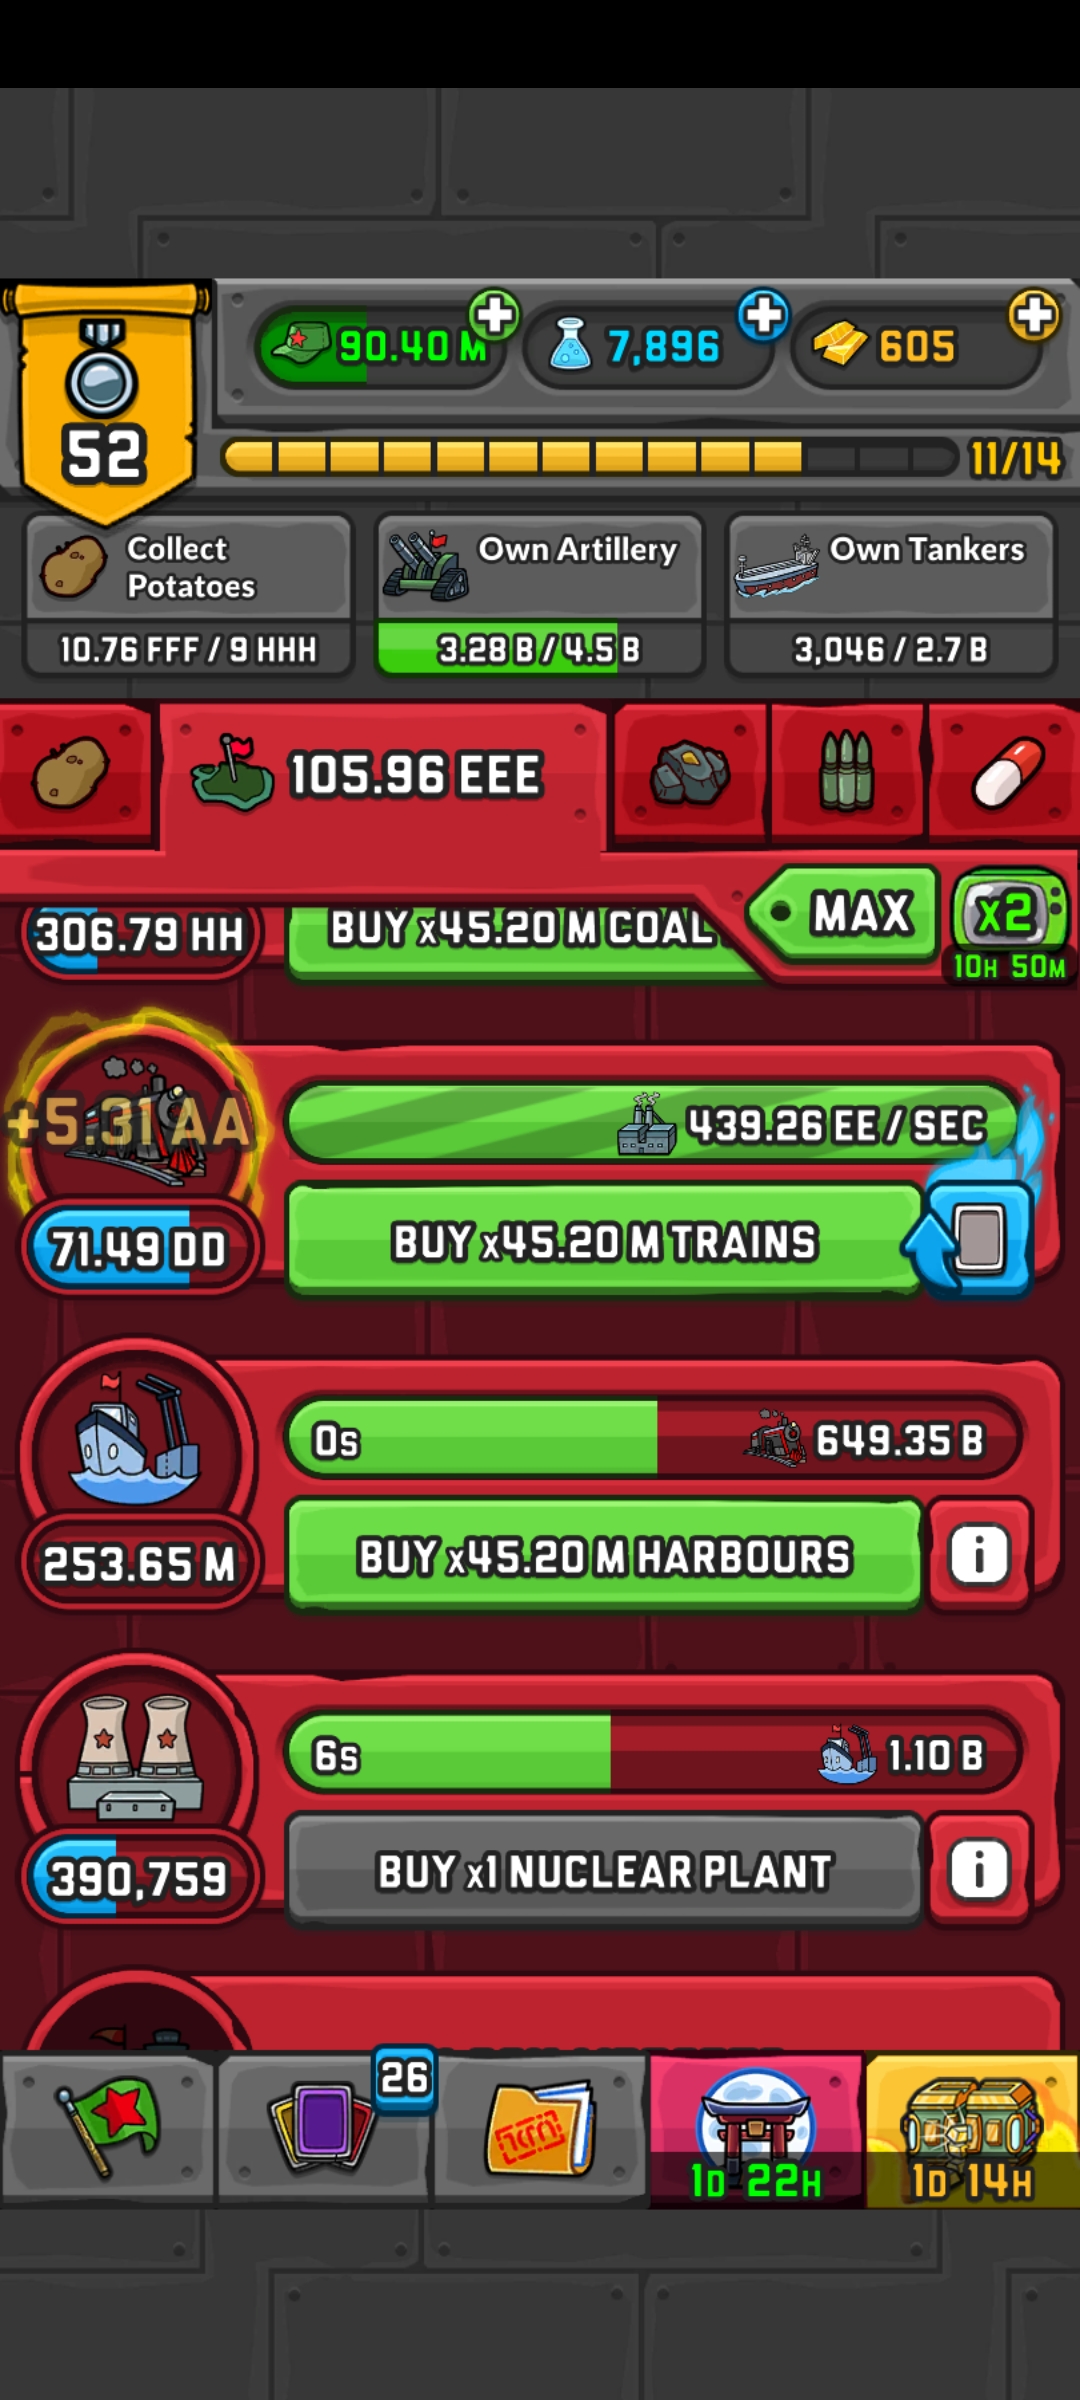 90.40 M
7,896
605
52
11/14
Collect
Potatoes
Own Artillery
Own Tankers
10.76 FFF / 9 HHH
3.28 B / 4.5 B
3,046 / 2.7 B
105.96 EEE
MAX
x2
10H 50M
306.79 HH
BUY x45.20 M COAL
+5.31 AA
439.26 EE / SEC
71.49 DD
BUY x45.20 M TRAINS
0s
649.35 B
253.65 M
BUY x45.20 M HARBOURS
i
6s
1.10 B
390,759
BUY x1 NUCLEAR PLANT
i
26
1D 22H
1D 14H